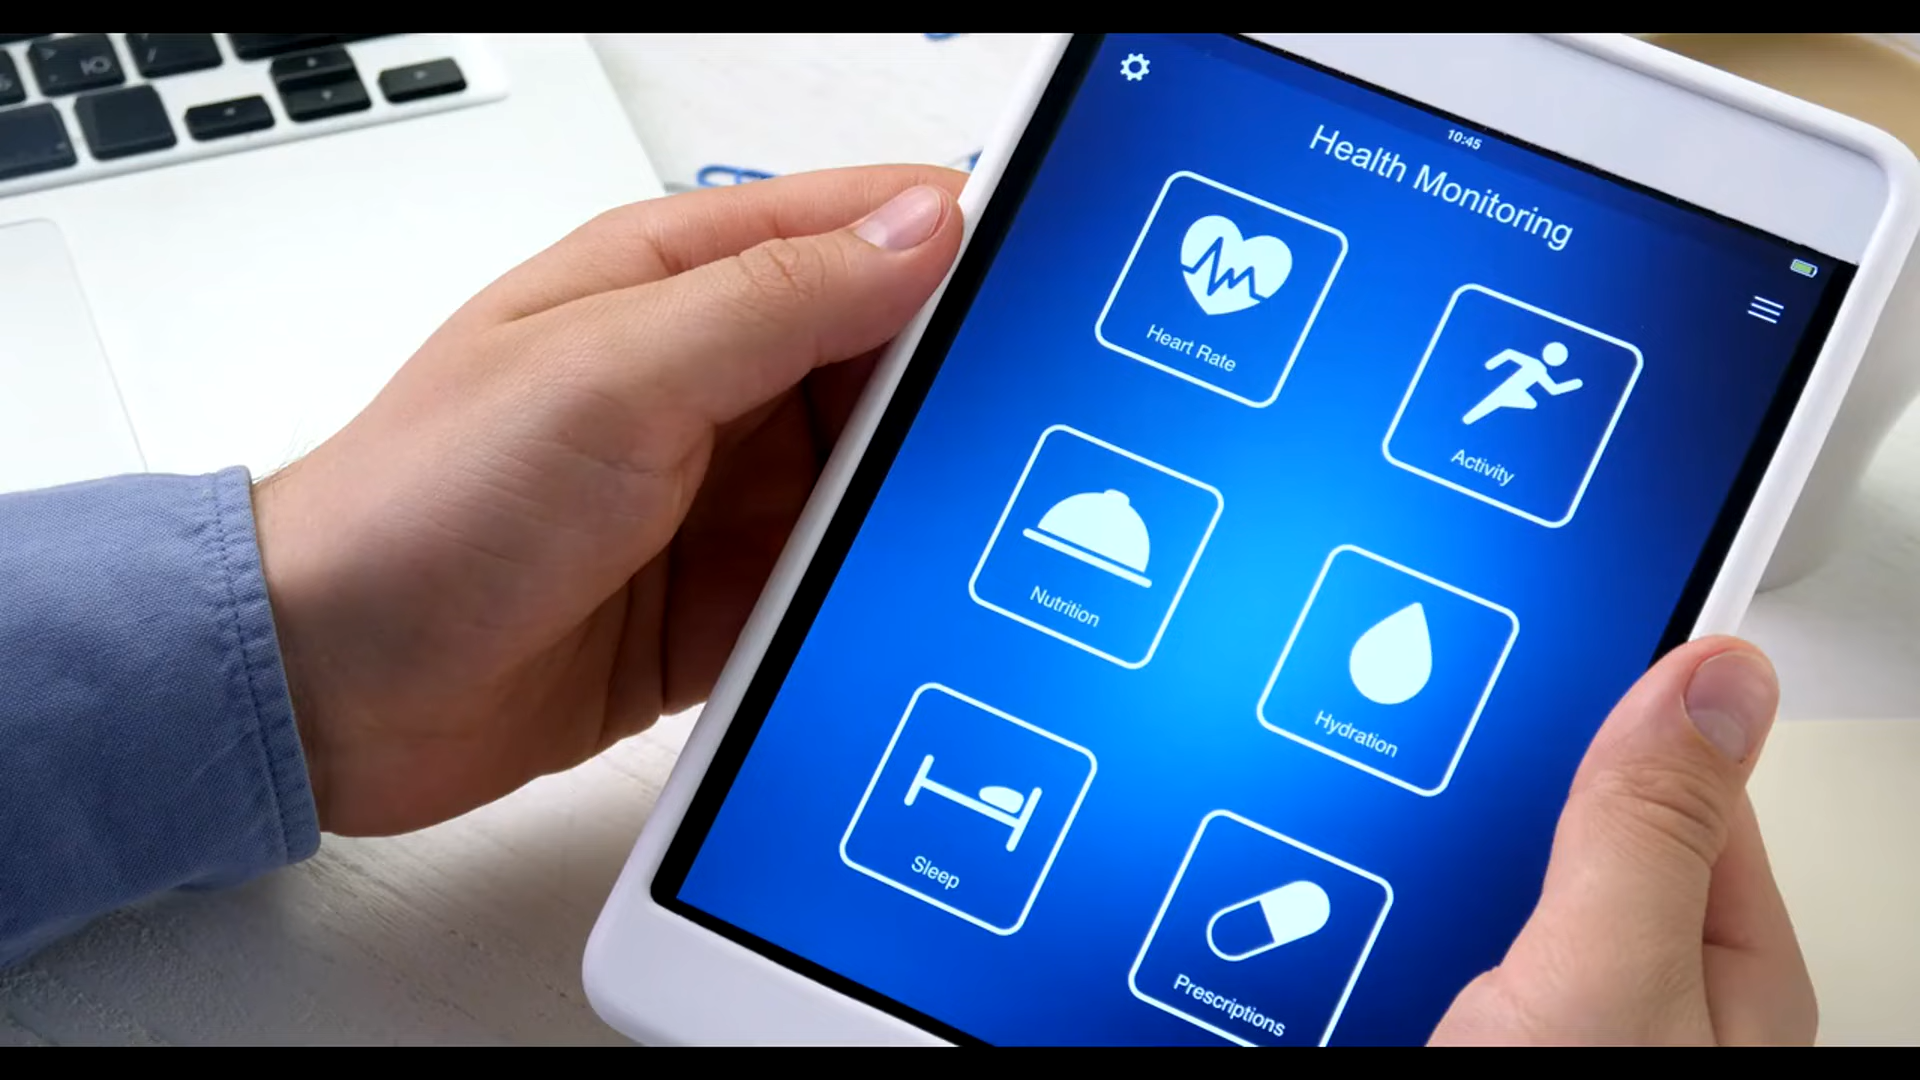 10:45
Health Monitoring
Heart Rate
Activity
Nutrition
Hydration
Sleep
Prescriptions